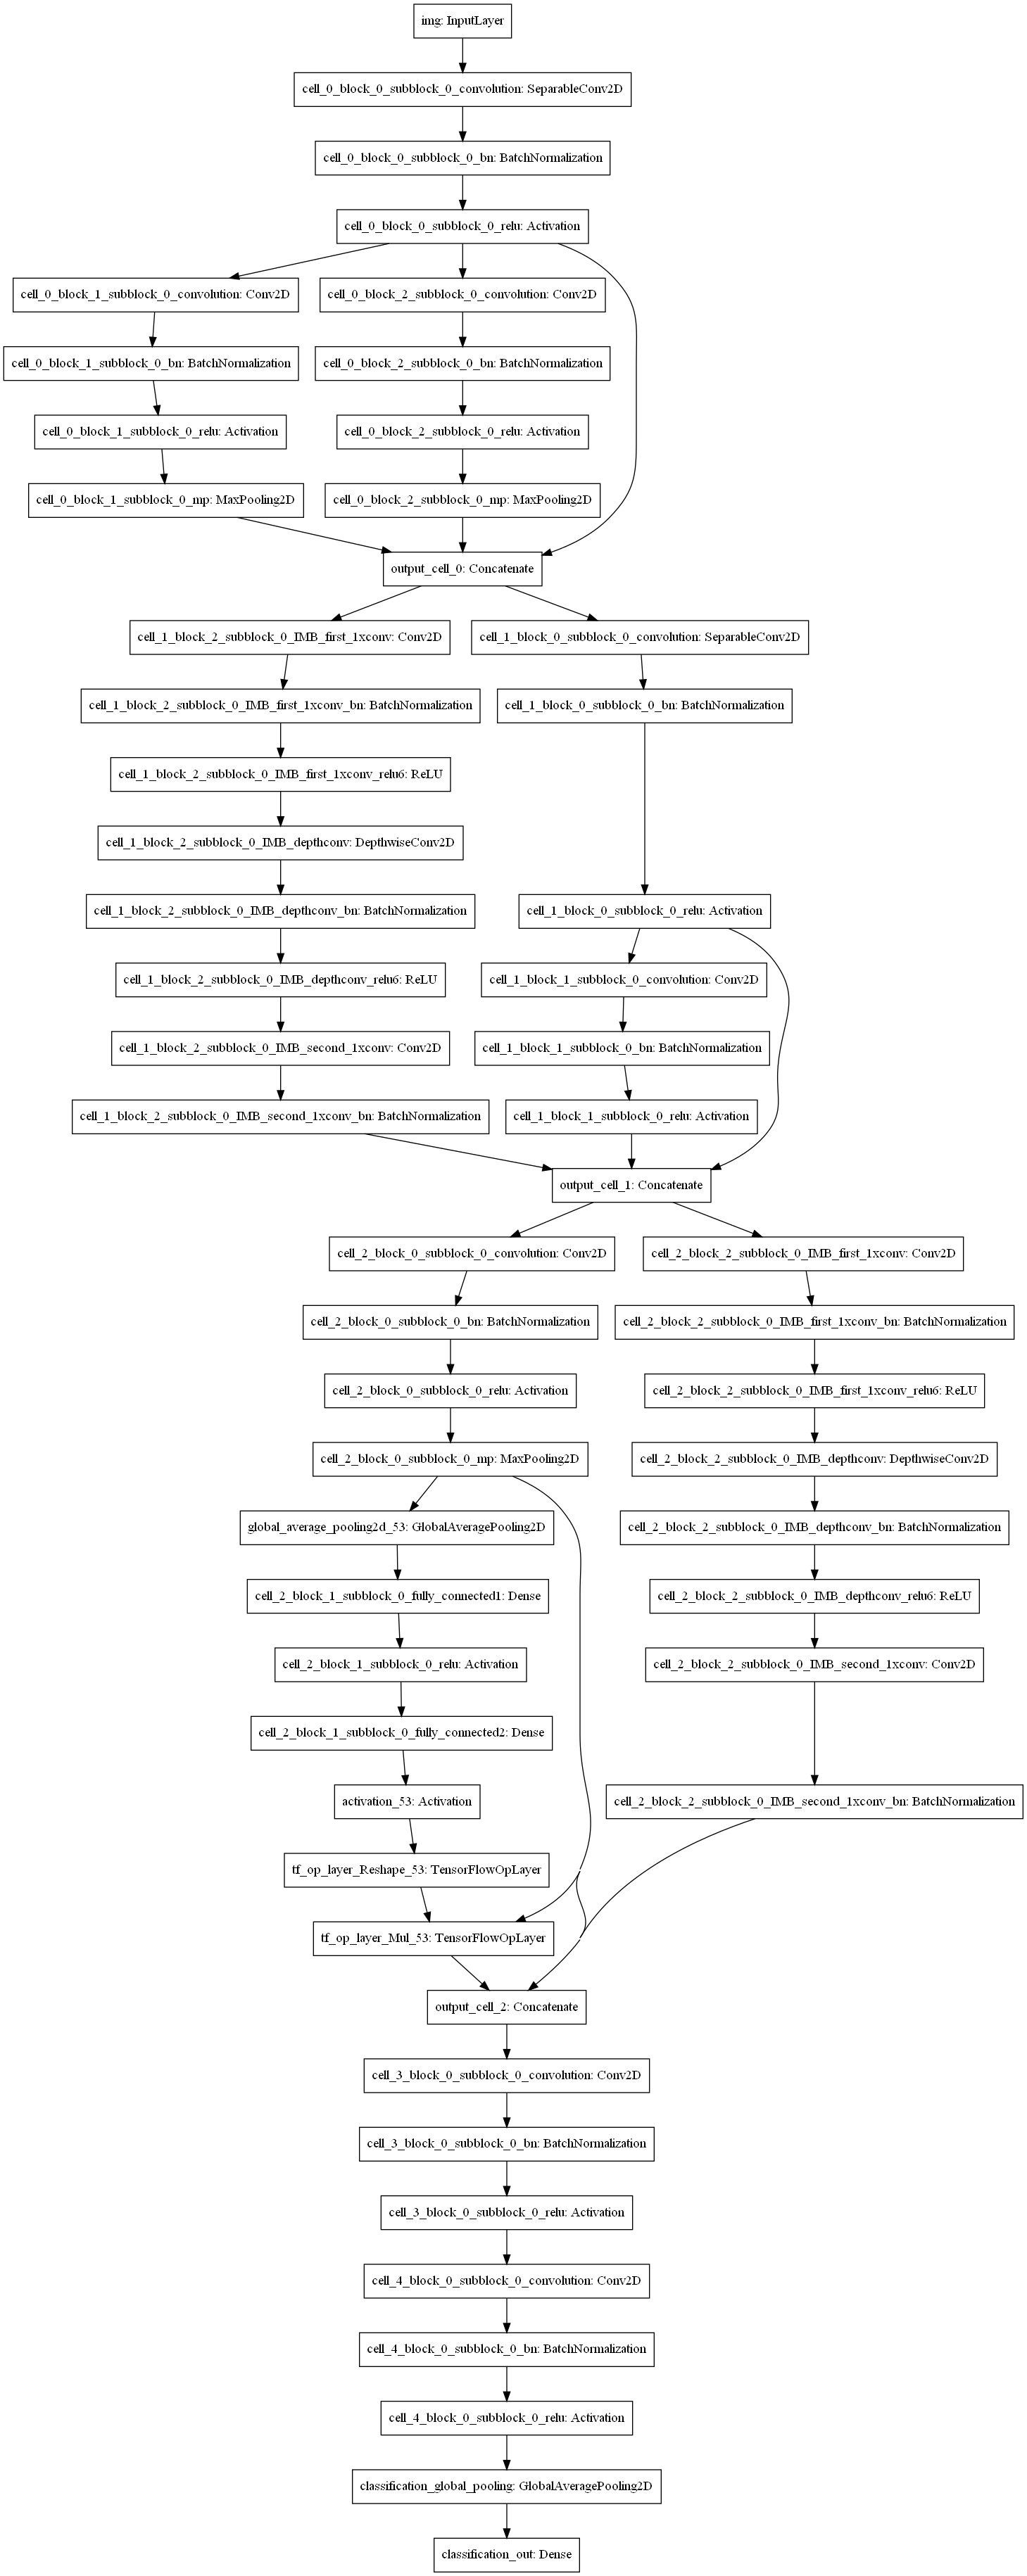 img: InputLayer
cell_0_block_0_subblock_0_convolution: SeparableConv2D
cell_0_block_0_subblock_0_bn: BatchNormalization
cell_0_block_0_subblock_0_relu: Activation
cell_0_block_1_subblock_0_convolution: Conv2D
cell_0_block_2_subblock_0_convolution: Conv2D
cell_0_block_1_subblock_0_bn: BatchNormalization
cell_0_block_2_subblock_0_bn: BatchNormalization
cell_0_block_1_subblock_0_relu: Activation
cell_0_block_2_subblock_0_relu: Activation
cell_0_block_1_subblock_0_mp: MaxPooling2D
cell_0_block_2_subblock_0_mp: MaxPooling2D
output_cell_0: Concatenate
cell_1_block_2_subblock_0_IMB_first_1xconv: Conv2D
cell_1_block_0_subblock_0_convolution: SeparableConv2D
cell_1_block_2_subblock_0_IMB_first_1xconv_bn: BatchNormalization
cell_1_block_0_subblock_0_bn: BatchNormalization
cell_1_block_2_subblock_0_IMB_first_1xconv_relu6: ReLU
cell_1_block_2_subblock_0_IMB_depthconv: DepthwiseConv2D
cell_1_block_2_subblock_0_IMB_depthconv_bn: BatchNormalization
cell_1_block_0_subblock_0_relu: Activation
cell_1_block_2_subblock_0_IMB_depthconv_relu6: ReLU
cell_1_block_1_subblock_0_convolution: Conv2D
cell_1_block_2_subblock_0_IMB_second_1xconv: Conv2D
cell_1_block_1_subblock_0_bn: BatchNormalization
cell_1_block_2_subblock_0_IMB_second_1xconv_bn: BatchNormalization
cell_1_block_1_subblock_0_relu: Activation
output_cell_1: Concatenate
cell_2_block_0_subblock_0_convolution: Conv2D
cell_2_block_2_subblock_0_IMB_first_1xconv: Conv2D
cell_2_block_0_subblock_0_bn: BatchNormalization
cell_2_block_2_subblock_0_IMB_first_1xconv_bn: BatchNormalization
cell_2_block_0_subblock_0_relu: Activation
cell_2_block_2_subblock_0_IMB_first_1xconv_relu6: ReLU
cell_2_block_0_subblock_0_mp: MaxPooling2D
cell_2_block_2_subblock_0_IMB_depthconv: DepthwiseConv2D
global_average_pooling2d_53: GlobalAveragePooling2D
cell_2_block_2_subblock_0_IMB_depthconv_bn: BatchNormalization
cell_2_block_1_subblock_0_fully_connected1: Dense
cell_2_block_2_subblock_0_IMB_depthconv_relu6: ReLU
cell_2_block_1_subblock_0_relu: Activation
cell_2_block_2_subblock_0_IMB_second_1xconv: Conv2D
cell_2_block_1_subblock_0_fully_connected2: Dense
activation_53: Activation
cell_2_block_2_subblock_0_IMB_second_1xconv_bn: BatchNormalization
tf_op_layer_Reshape_53: TensorFlowOpLayer
tf_op_layer_Mul_53: TensorFlowOpLayer
output_cell_2: Concatenate
cell_3_block_0_subblock_0_convolution: Conv2D
cell_3_block_0_subblock_0_bn: BatchNormalization
cell_3_block_0_subblock_0_relu: Activation
cell_4_block_0_subblock_0_convolution: Conv2D
cell_4_block_0_subblock_0_bn: BatchNormalization
cell_4_block_0_subblock_0_relu: Activation
classification_global_pooling: GlobalAveragePooling2D
classification_out: Dense